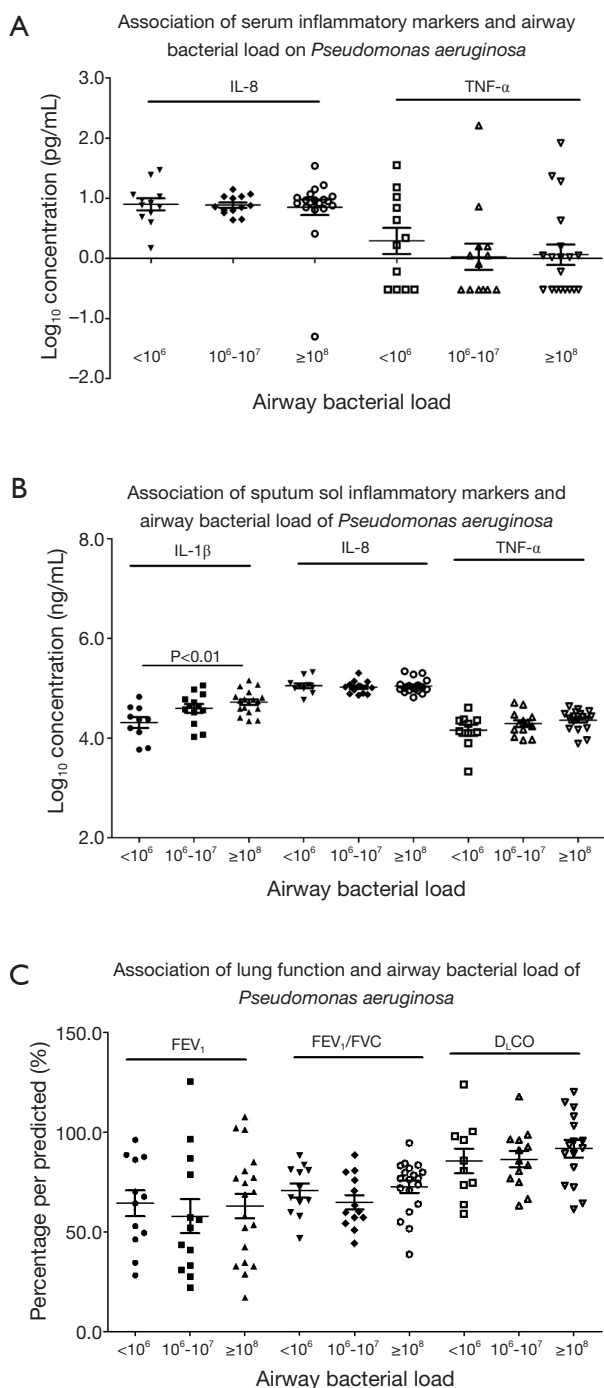 A
Association of serum inflammatory markers and airway
bacterial load on Pseudomonas aeruginosa
Log₁₀ concentration (pg/mL)
3.0
2.0
1.0
0.0
−1.0
−2.0
IL-8
TNF-α
<10⁶
10⁶-10⁷
≥10⁸
<10⁶
10⁶-10⁷
≥10⁸
Airway bacterial load
B
Association of sputum sol inflammatory markers and
airway bacterial load of Pseudomonas aeruginosa
Log₁₀ concentration (ng/mL)
8.0
6.0
4.0
2.0
IL-1β
IL-8
TNF-α
P<0.01
<10⁶
10⁶-10⁷
≥10⁸
<10⁶
10⁶-10⁷
≥10⁸
<10⁶
10⁶-10⁷
≥10⁸
Airway bacterial load
C
Association of lung function and airway bacterial load of
Pseudomonas aeruginosa
Percentage per predicted (%)
150.0
100.0
50.0
0.0
FEV₁
FEV₁/FVC
DʟCO
<10⁶
10⁶-10⁷
≥10⁸
<10⁶
10⁶-10⁷
≥10⁸
<10⁶
10⁶-10⁷
≥10⁸
Airway bacterial load